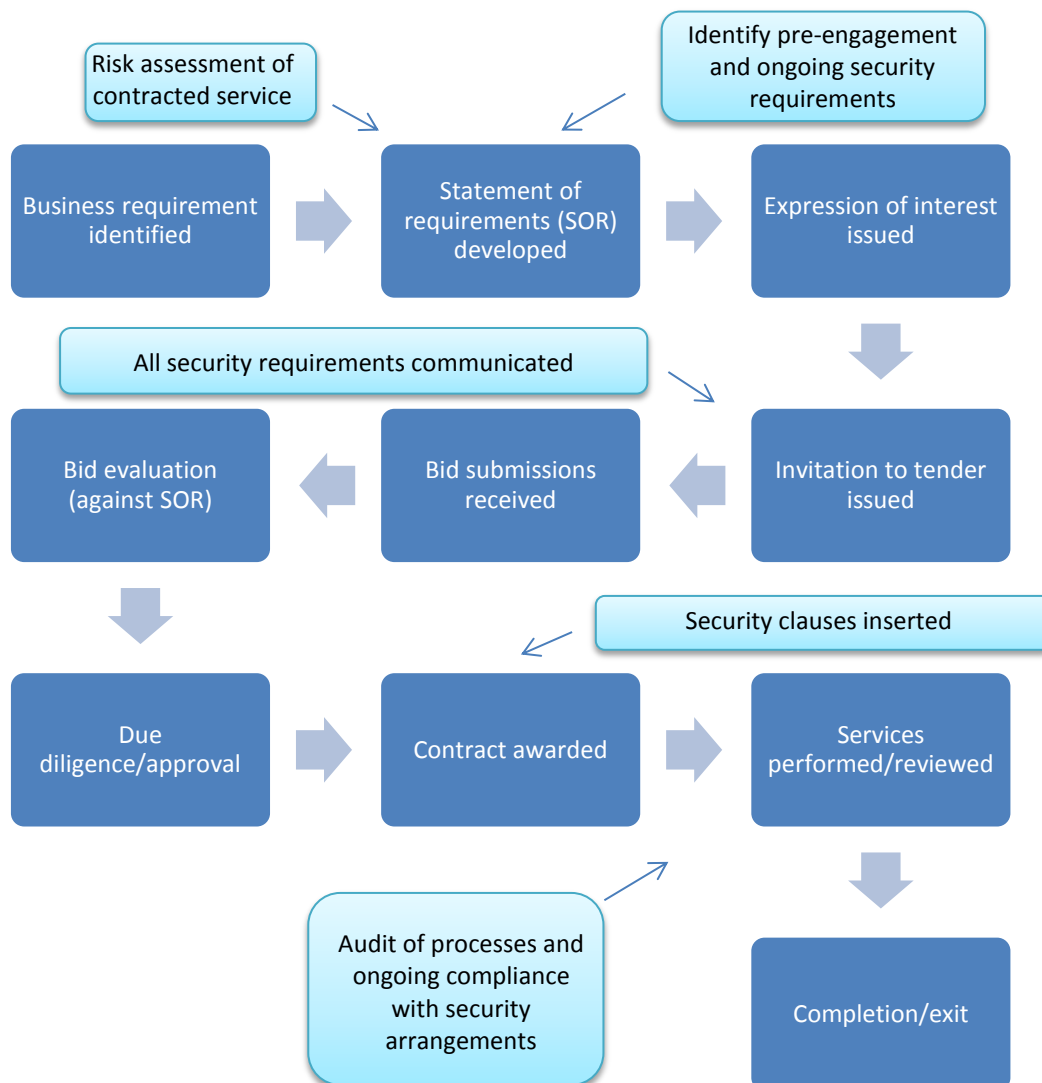 Risk assessment of
contracted service
Identify pre-engagement
and ongoing security
requirements
Business requirement
identified
Statement of
requirements (SOR)
developed
Expression of interest
issued
All security requirements communicated
Invitation to tender
issued
Bid submissions
received
Bid evaluation
(against SOR)
Security clauses inserted
Due
diligence/approval
Contract awarded
Services
performed/reviewed
Audit of processes and
ongoing compliance
with security
arrangements
Completion/exit